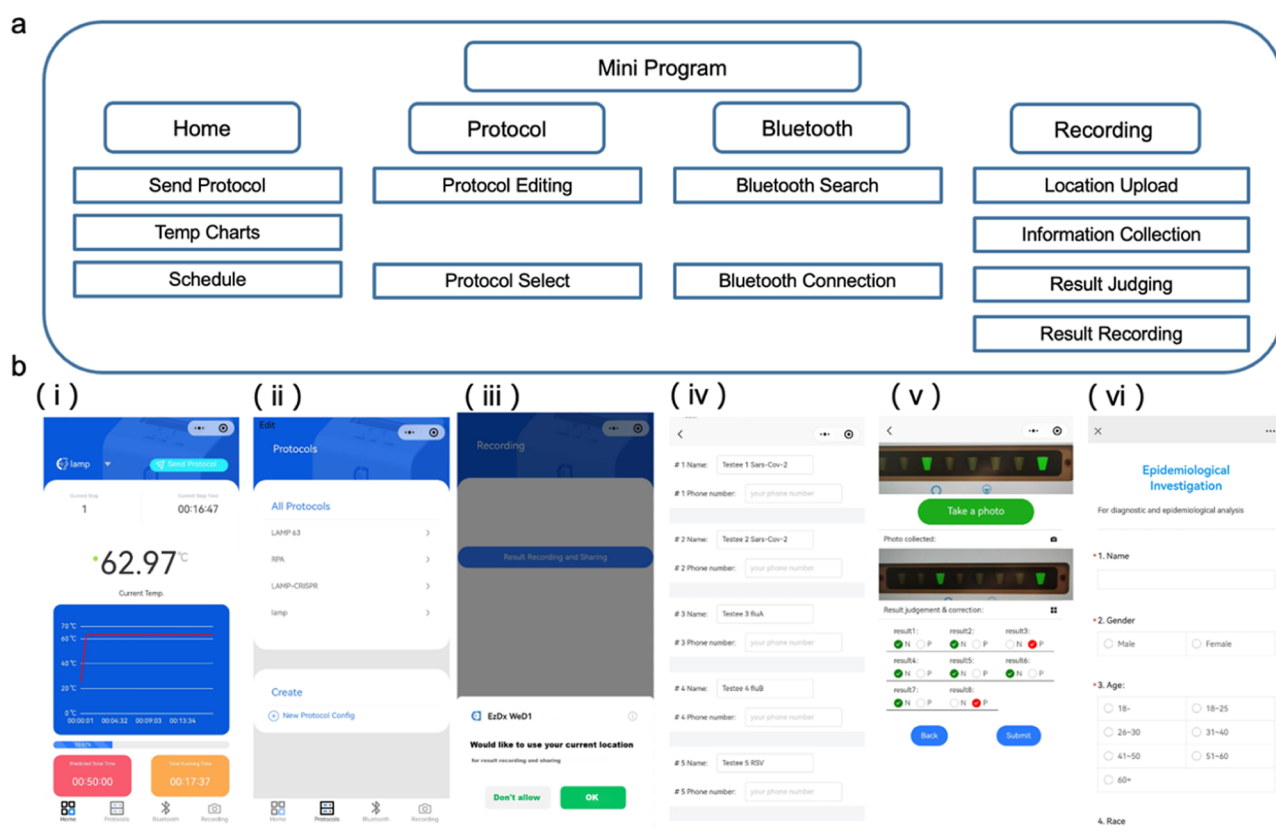 a
Mini Program
Home
Protocol
Bluetooth
Recording
Send Protocol
Protocol Editing
Bluetooth Search
Location Upload
Temp Charts
Information Collection
Schedule
Protocol Select
Bluetooth Connection
Result Judging
Result Recording
b
( i )
lamp
Send Protocol
Current Step
Current Step Time
1
00:16:47
62.97℃
Current Temp.
70 ℃
60 ℃
40 ℃
20 ℃
0 ℃
00:00:01 00:04:32 00:09:03 00:13:34
Predicted Total Time
Total Running Time
00:50:00
00:17:37
Home Protocols Bluetooth Recording
( ii )
Edit
Protocols
All Protocols
LAMP 63
RPA
LAMP-CRISPR
lamp
Create
New Protocol Config
Home Protocols Bluetooth Recording
( iii )
Recording
Result Recording and Sharing
EzDx WeD1
Would like to use your current location
for result recording and sharing
Don't allow
OK
( iv )
# 1 Name: Testee 1 Sars-Cov-2
# 1 Phone number: your phone number
# 2 Name: Testee 2 Sars-Cov-2
# 2 Phone number: your phone number
# 3 Name: Testee 3 fluA
# 3 Phone number: your phone number
# 4 Name: Testee 4 fluB
# 4 Phone number: your phone number
# 5 Name: Testee 5 RSV
# 5 Phone number: your phone number
( v )
Take a photo
Photo collected:
Result judgement & correction:
result1: result2: result3:
N P N P N P
result4: result5: result6:
N P N P N P
result7: result8:
N P N P
Back
Submit
( vi )
Epidemiological
Investigation
For diagnostic and epidemiological analysis
* 1. Name
* 2. Gender
Male Female
* 3. Age:
18- 18~25
26~30 31~40
41~50 51~60
60+
4. Race